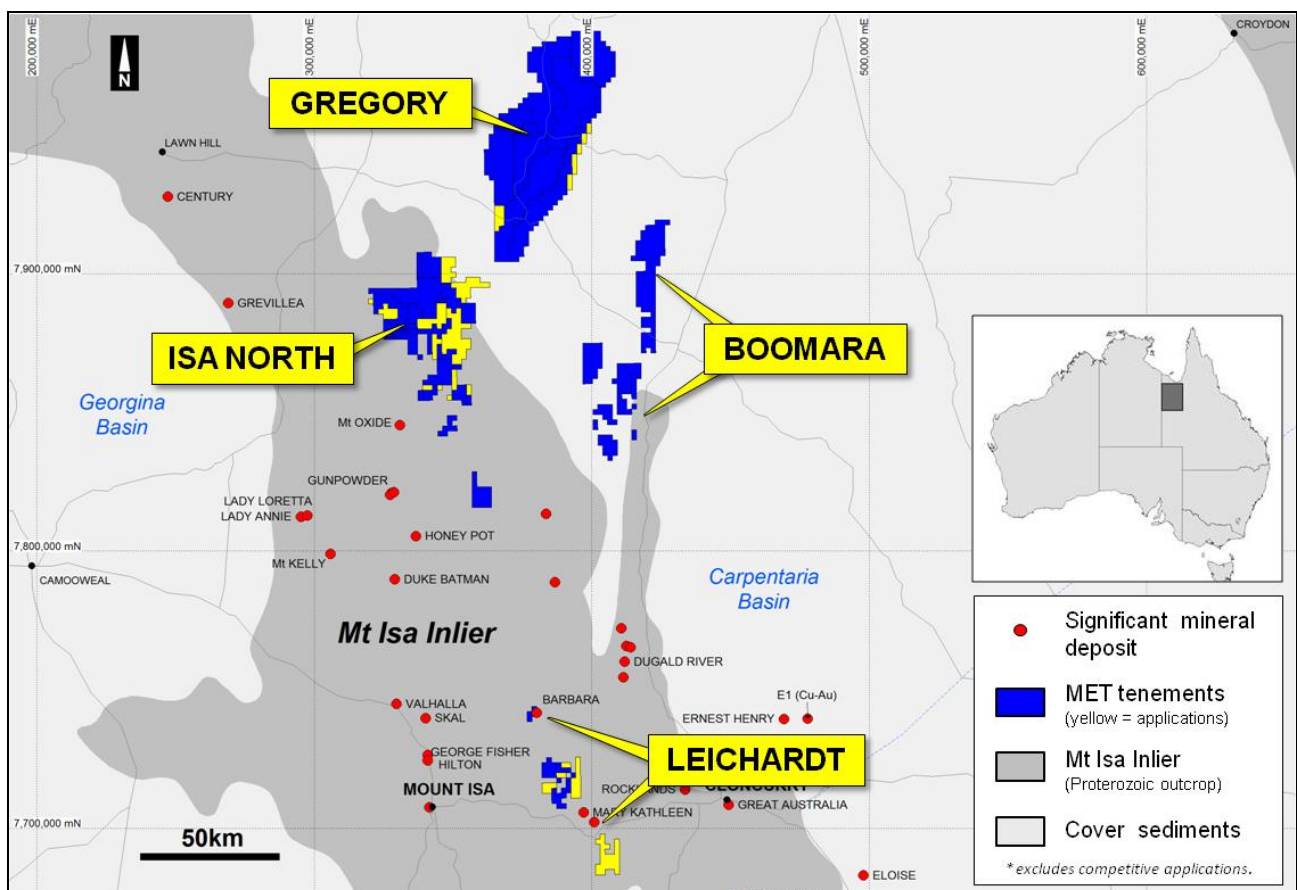 200,000 mE
300,000 mE
400,000 mE
500,000 mE
600,000 mE
CROYDON
N
GREGORY
LAWN HILL
CENTURY
7,900,000 mN
GREVILLEA
ISA NORTH
BOOMARA
Georgina
Basin
Mt OXIDE
GUNPOWDER
LADY LORETTA
LADY ANNIE
HONEY POT
7,800,000 mN
Mt KELLY
CAMOOWEAL
DUKE BATMAN
Carpentaria
Basin
Mt Isa Inlier
DUGALD RIVER
VALHALLA
SKAL
BARBARA
E1 (Cu-Au)
ERNEST HENRY
GEORGE FISHER
HILTON
LEICHARDT
MOUNT ISA
GREAT AUSTRALIA
MARY KATHLEEN
7,700,000 mN
50km
ELOISE
Significant mineral
deposit
MET tenements
(yellow = applications)
Mt Isa Inlier
(Proterozoic outcrop)
Cover sediments
* excludes competitive applications.